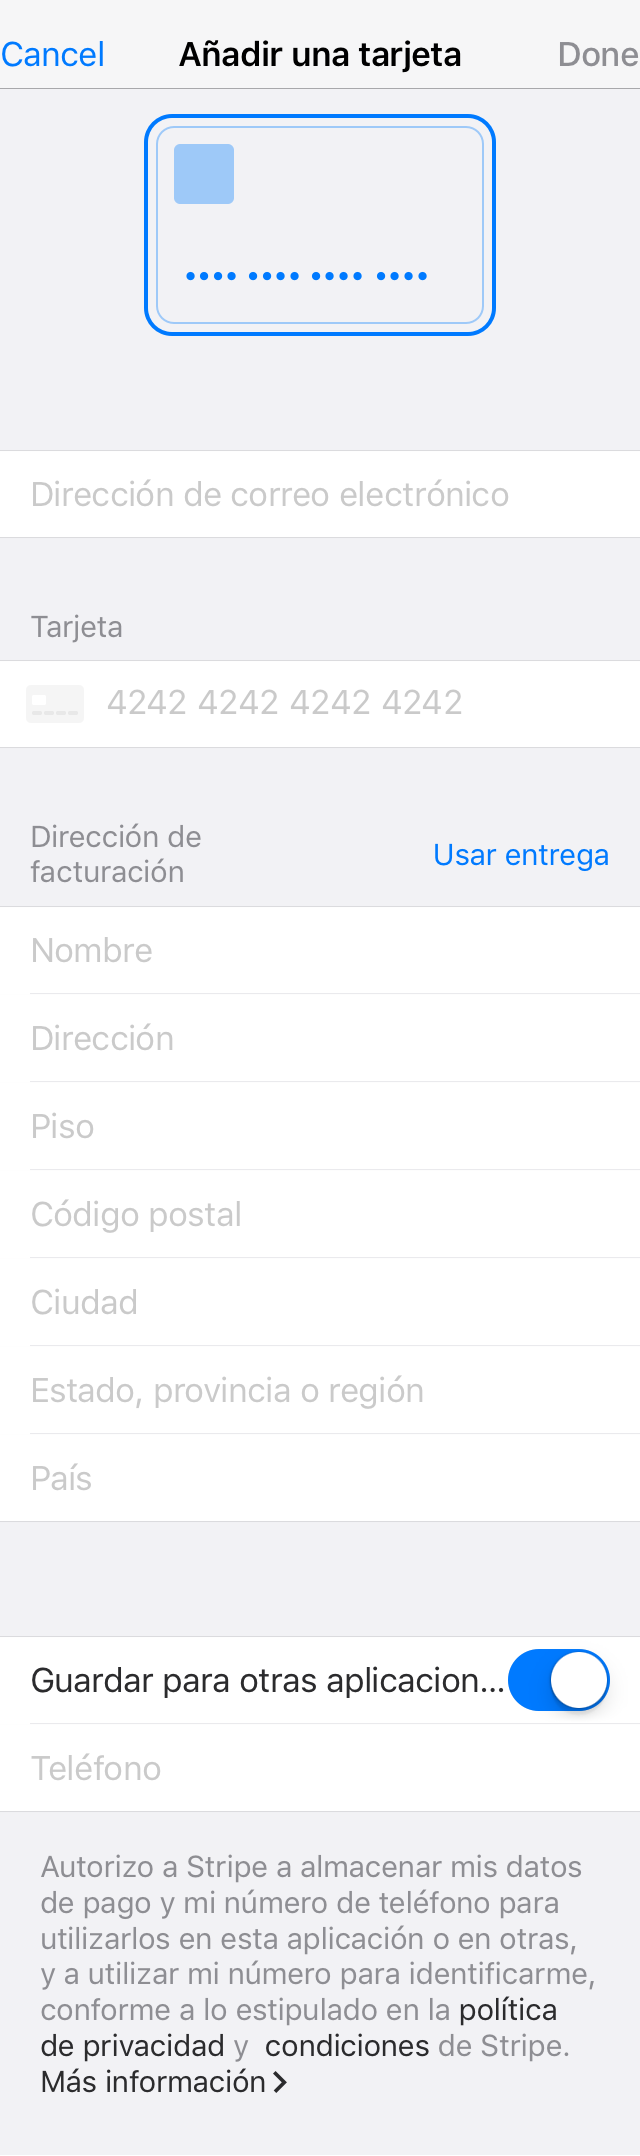 Cancel Añadir una tarjeta Done
•••• •••• •••• ••••
Dirección de correo electrónico
Tarjeta
4242 4242 4242 4242
Dirección de
facturación
Usar entrega
Nombre
Dirección
Piso
Código postal
Ciudad
Estado, provincia o región
País
Guardar para otras aplicacion...
Teléfono
Autorizo a Stripe a almacenar mis datos
de pago y mi número de teléfono para
utilizarlos en esta aplicación o en otras,
y a utilizar mi número para identificarme,
conforme a lo estipulado en la política
de privacidad y condiciones de Stripe.
Más información